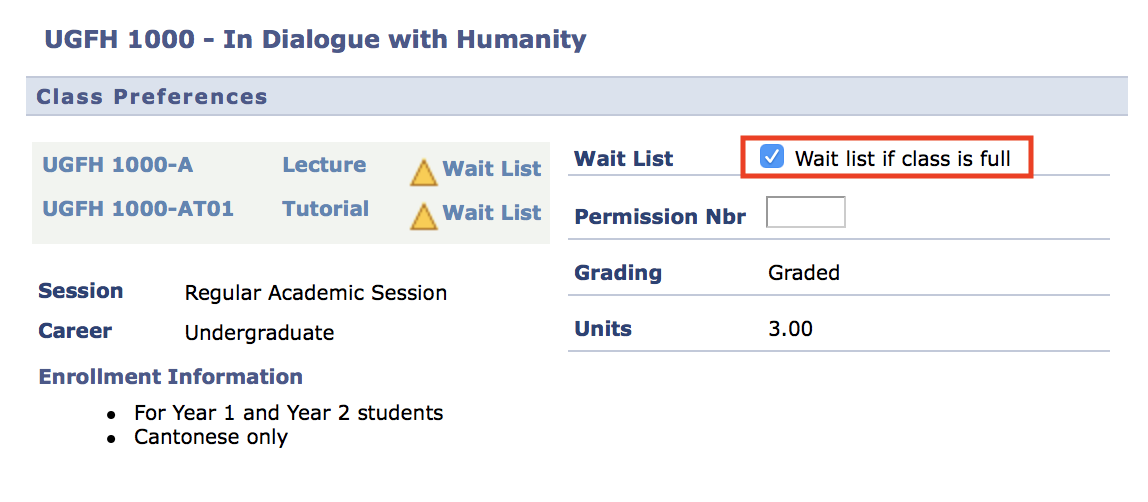 UGFH 1000 - In Dialogue with Humanity
Class Preferences
UGFH 1000-A Lecture Wait List
UGFH 1000-AT01 Tutorial Wait List
Session Regular Academic Session
Career Undergraduate
Enrollment Information
• For Year 1 and Year 2 students
• Cantonese only
Wait List Wait list if class is full
Permission Nbr
Grading Graded
Units 3.00